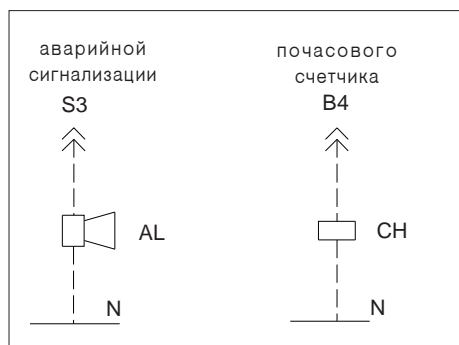 аварийной
сигнализации
S3
AL
N
почасового
счетчика
B4
CH
N